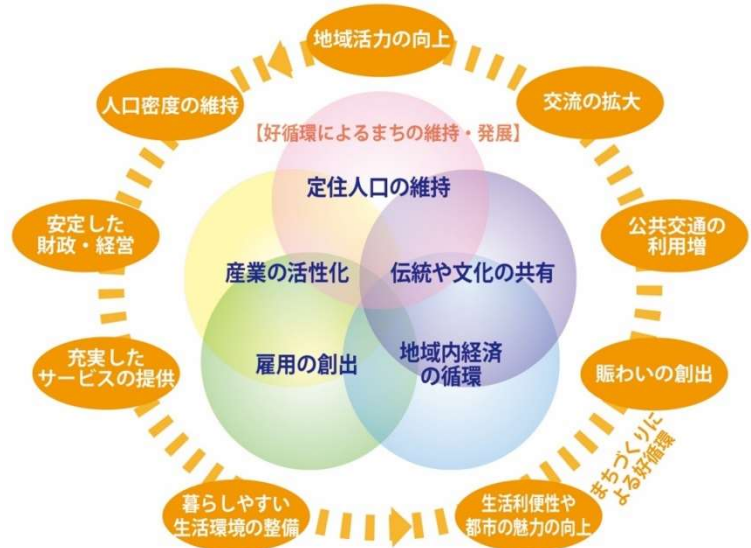 地域活力の向上
人口密度の維持
交流の拡大
【好循環によるまちの維持・発展】
定住人口の維持
安定した
財政・経営
公共交通の
利用増
産業の活性化
伝統や文化の共有
充実した
サービスの提供
雇用の創出
地域内経済
の循環
賑わいの創出
まちづくりに
よる好循環
暮らしやすい
生活環境の整備
生活利便性や
都市の魅力の向上